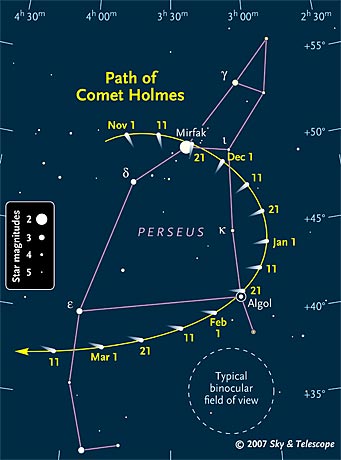 4h 30m 4h 00m 3h 30m 3h 00m
+55°
γ
Path of
Comet Holmes
Nov 1 11 Mirfak +50°
21 Dec 1
ι
11
δ
21
+45°
Star magnitudes
2
3
4
5
PERSEUS κ
Jan 1
11
21
ε Algol +40°
Feb
1
11
21
Mar 1
11
Typical
binocular
field of view
+35°
© 2007 Sky & Telescope